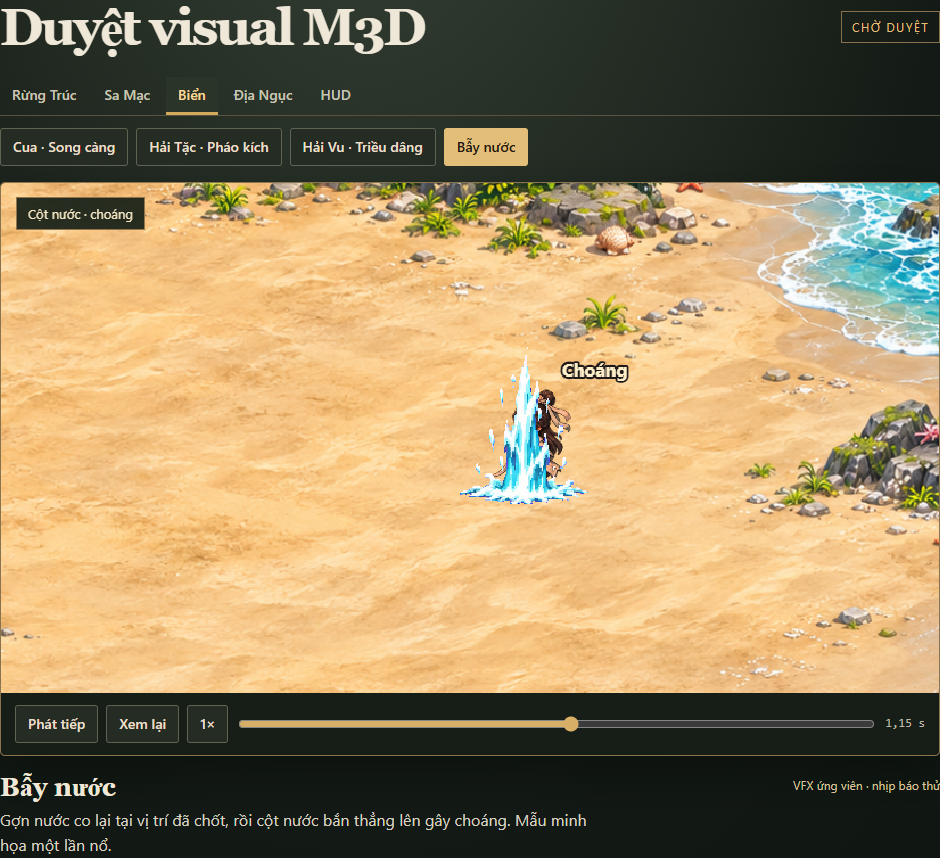 Duyệt visual M3D
CHỜ DUYỆT
Rừng Trúc Sa Mạc Biển Địa Ngục HUD
Cua · Song càng Hải Tặc · Pháo kích Hải Vu · Triều dâng Bẫy nước
Cột nước · choáng
Choáng
Phát tiếp Xem lại 1× 1,15 s
Bẫy nước
VFX ứng viên · nhịp báo thử
Gợn nước co lại tại vị trí đã chốt, rồi cột nước bắn thẳng lên gây choáng. Mẫu minh
họa một lần nổ.